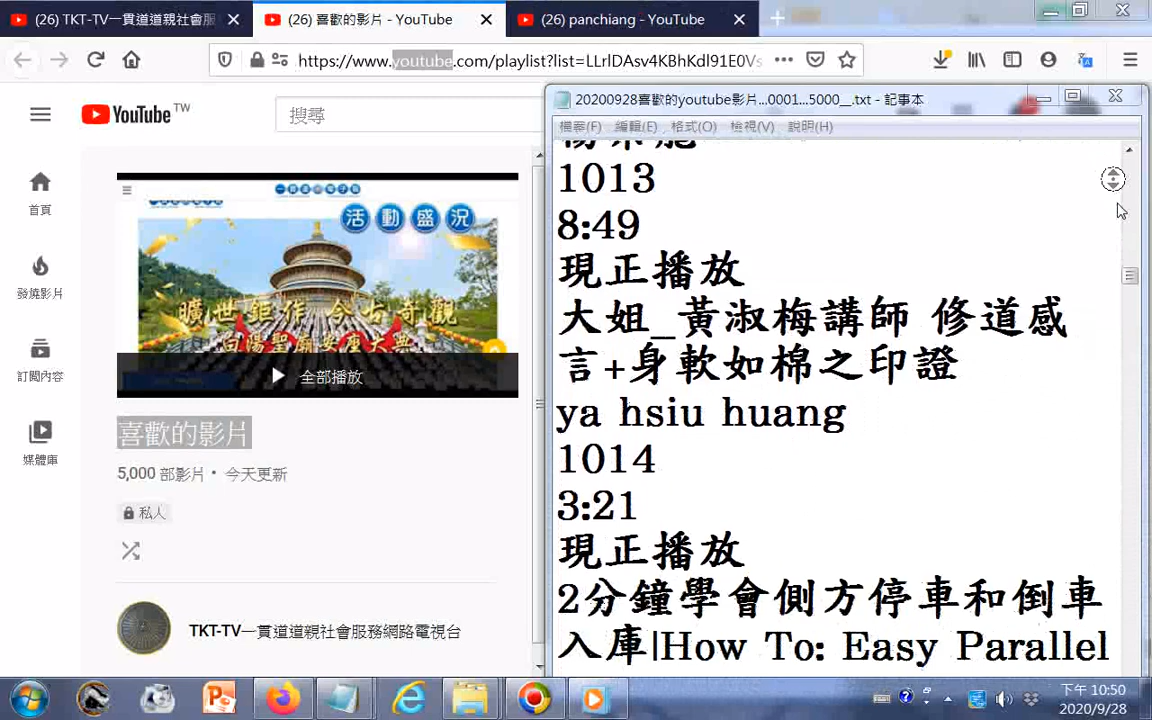 (26) TKT-TV一貫道道親社會服
(26) 喜歡的影片 - YouTube
(26) panchiang - YouTube
https://www.youtube.com/playlist?list=LLrlDAsv4KBhKdl91E0Vs
YouTube TW
搜尋
首頁
發燒影片
訂閱內容
媒體庫
活動盛況
曠世鉅作 今古奇觀
白陽聖廟安座大典
全部播放
喜歡的影片
5,000 部影片・今天更新
私人
TKT-TV一貫道道親社會服務網路電視台
20200928喜歡的youtube影片...0001...5000__.txt - 記事本
檔案(F) 編輯(E) 格式(O) 檢視(V) 說明(H)
1013
8:49
現正播放
大姐_黃淑梅講師 修道感
言+身軟如棉之印證
ya hsiu huang
1014
3:21
現正播放
2分鐘學會側方停車和倒車
入庫|How To: Easy Parallel
下午 10:50
2020/9/28